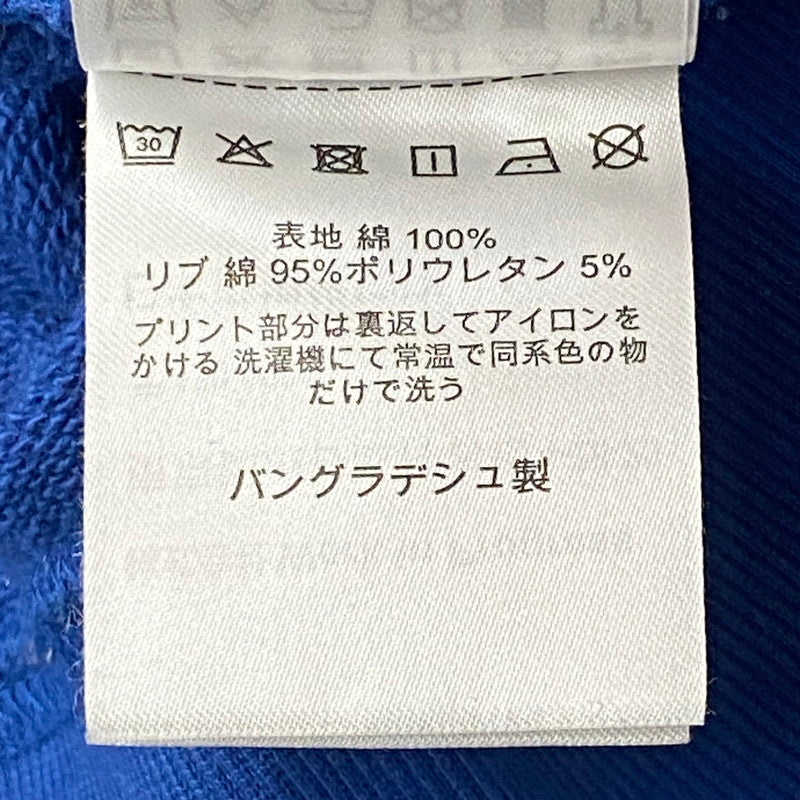 30
表地 綿 100%
リブ 綿 95%ポリウレタン 5%
プリント部分は裏返してアイロンを
かける 洗濯機にて常温で同系色の物
だけで洗う
バングラデシュ製